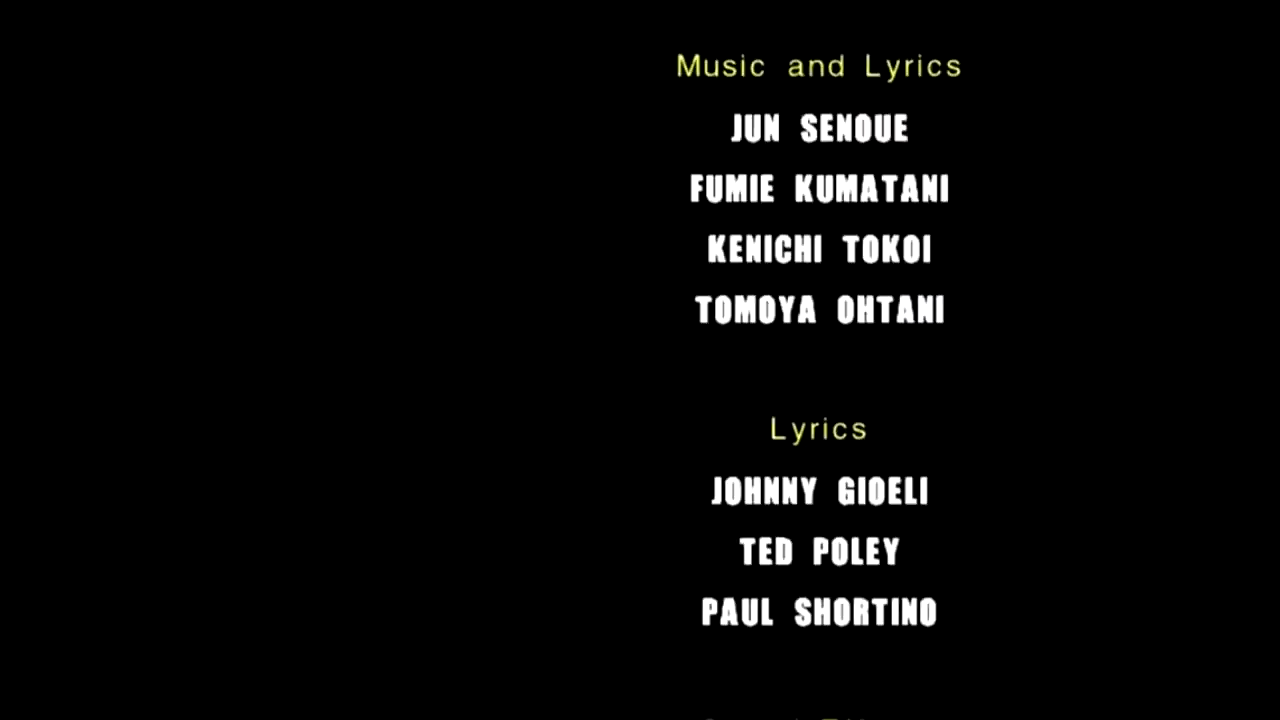 Music and Lyrics
JUN SENOUE
FUMIE KUMATANI
KENICHI TOKOI
TOMOYA OHTANI
Lyrics
JOHNNY GIOELI
TED POLEY
PAUL SHORTINO